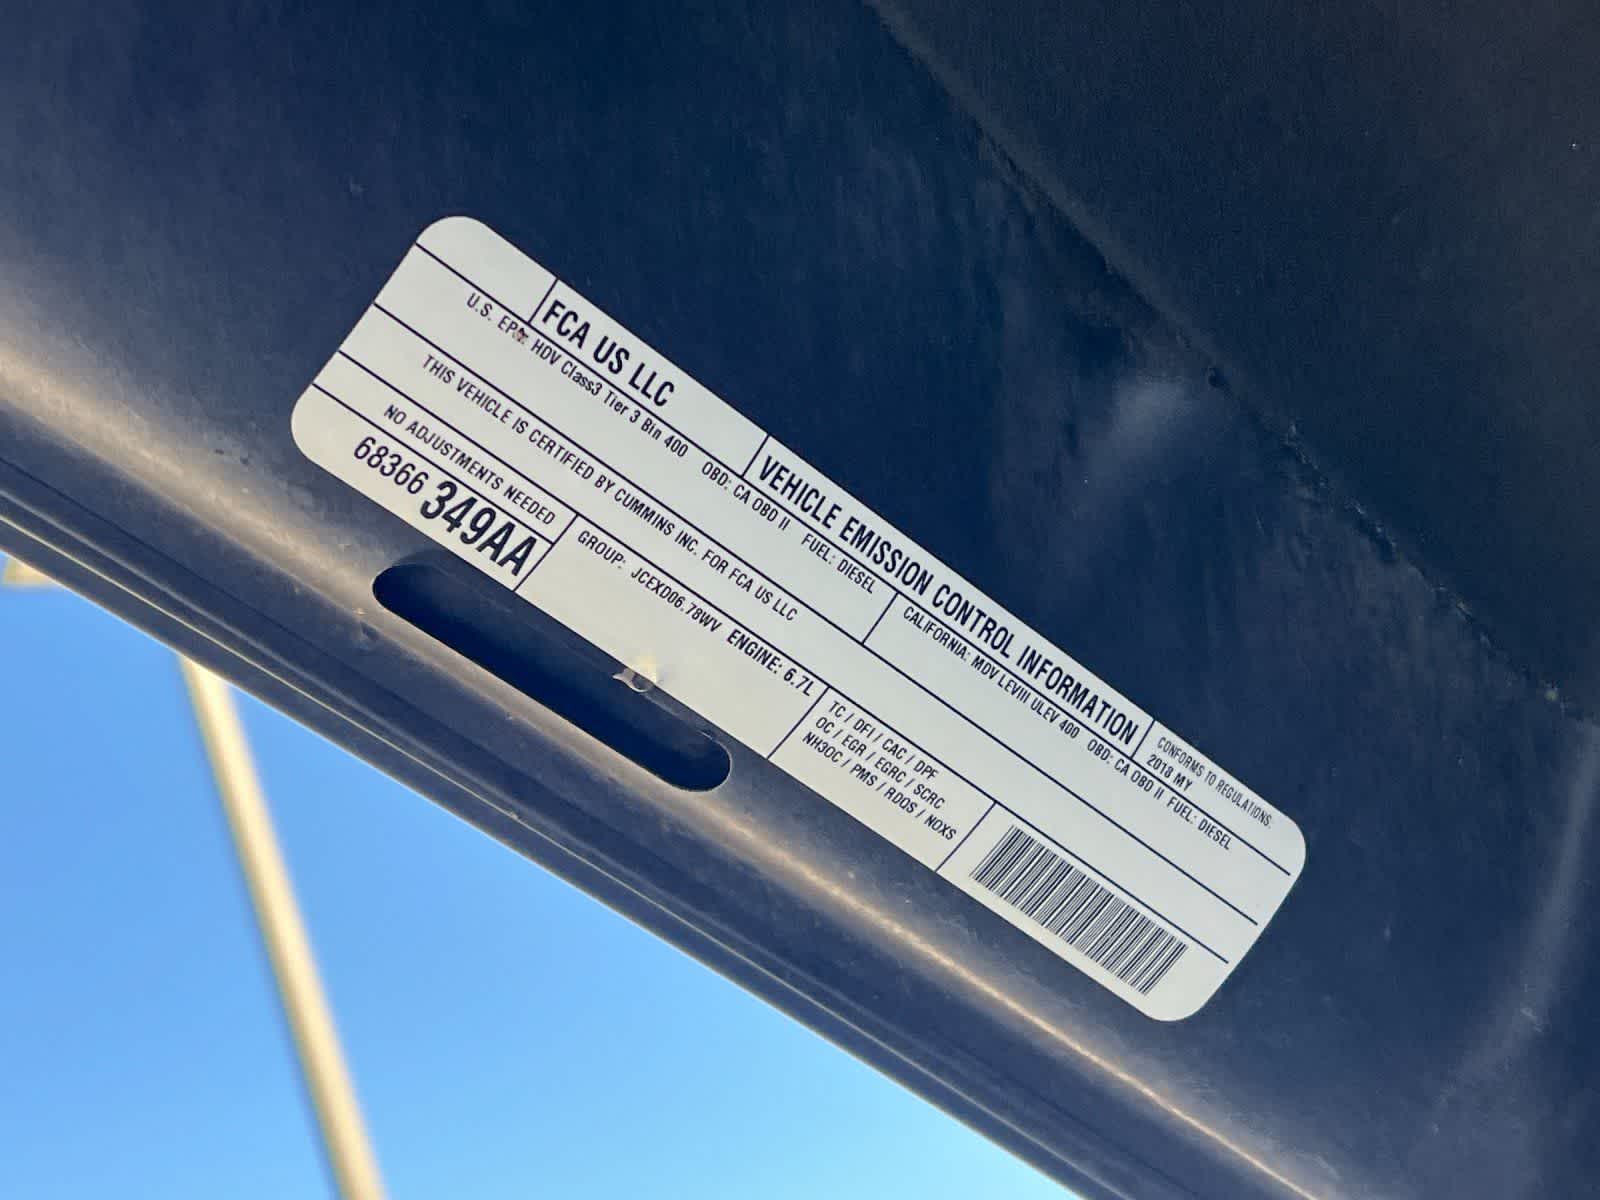 FCA US LLC
VEHICLE EMISSION CONTROL INFORMATION
CONFORMS TO REGULATIONS:
2018 MY
U.S. EPA: HDV Class3 Tier 3 Bin 400 OBD: CA OBD II FUEL: DIESEL
CALIFORNIA: MDV LEVIII ULEV 400 OBD: CA OBD II FUEL: DIESEL
THIS VEHICLE IS CERTIFIED BY CUMMINS INC. FOR FCA US LLC
NO ADJUSTMENTS NEEDED
68366 349AA
GROUP: JCEXD06.78WV ENGINE: 6.7L
TC / DFI / CAC / DPF
OC / EGR / EGRC / SCRC
NH3OC / PMS / RDQS / NOXS